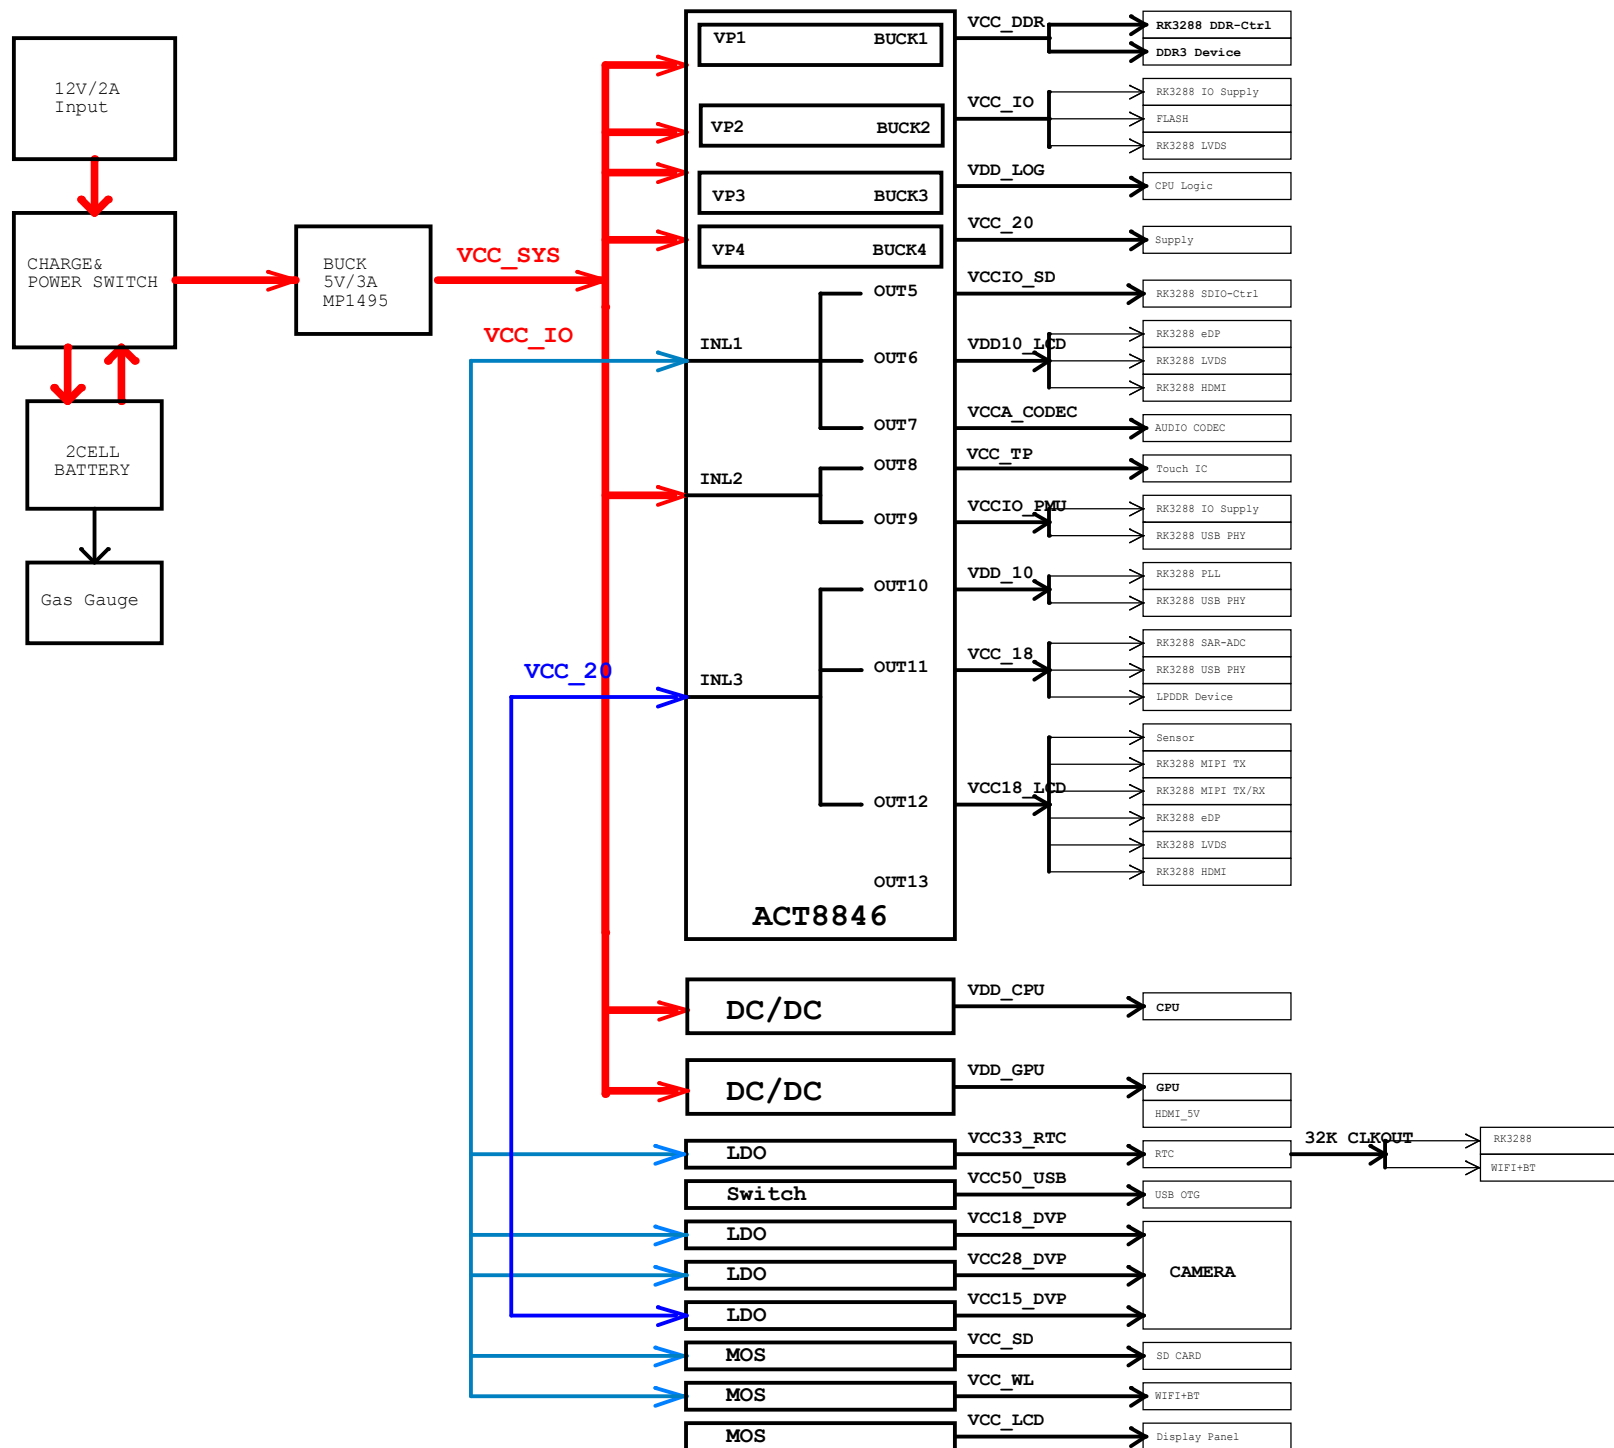 12V/2A
Input
CHARGE&
POWER SWITCH
2CELL
BATTERY
Gas Gauge
BUCK
5V/3A
MP1495
VCC_SYS
VCC_IO
VCC_20
VP1 BUCK1
VP2 BUCK2
VP3 BUCK3
VP4 BUCK4
OUT5
INL1 OUT6
OUT7
OUT8
INL2
OUT9
OUT10
OUT11
INL3
OUT12
OUT13
ACT8846
VCC_DDR
RK3288 DDR-Ctrl
DDR3 Device
VCC_IO
RK3288 IO Supply
FLASH
RK3288 LVDS
VDD_LOG
CPU Logic
VCC_20
Supply
VCCIO_SD
RK3288 SDIO-Ctrl
VDD10_LCD
RK3288 eDP
RK3288 LVDS
RK3288 HDMI
VCCA_CODEC
AUDIO CODEC
VCC_TP
Touch IC
VCCIO_PMU
RK3288 IO Supply
RK3288 USB PHY
VDD_10
RK3288 PLL
RK3288 USB PHY
VCC_18
RK3288 SAR-ADC
RK3288 USB PHY
LPDDR Device
VCC18_LCD
Sensor
RK3288 MIPI TX
RK3288 MIPI TX/RX
RK3288 eDP
RK3288 LVDS
RK3288 HDMI
DC/DC
VDD_CPU
CPU
DC/DC
VDD_GPU
GPU
HDMI_5V
LDO
VCC33_RTC
RTC
32K CLKOUT
RK3288
WIFI+BT
Switch
VCC50_USB
USB OTG
LDO
VCC18_DVP
LDO
VCC28_DVP
CAMERA
LDO
VCC15_DVP
MOS
VCC_SD
SD CARD
MOS
VCC_WL
WIFI+BT
MOS
VCC_LCD
Display Panel